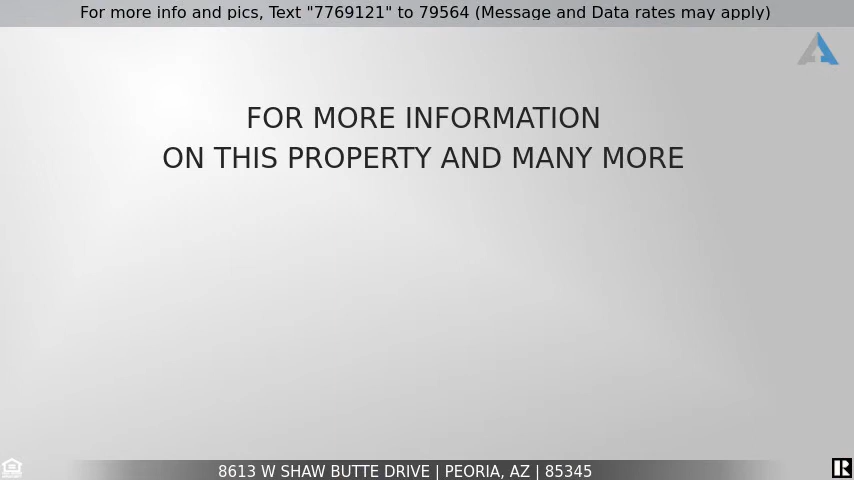 For more info and pics, Text "7769121" to 79564 (Message and Data rates may apply)
FOR MORE INFORMATION
ON THIS PROPERTY AND MANY MORE
8613 W SHAW BUTTE DRIVE | PEORIA, AZ | 85345